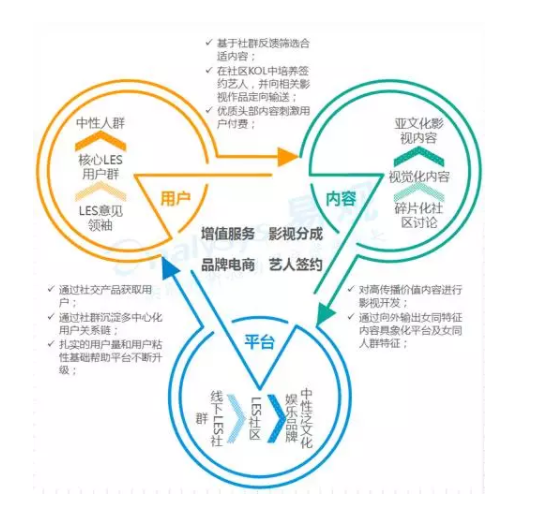 ✓ 基于社群反馈筛选合
适内容；
✓ 在社区KOL中培养签
约艺人，并向相关影
视作品定向输送；
✓ 优质头部内容刺激用
户付费；
中性人群
核心LES
用户群
LES意见
领袖
用户
亚文化影
视内容
视觉化内容
碎片化社
区讨论
内容
增值服务 影视分成
品牌电商 艺人签约
✓ 通过社交产品获取用
户；
✓ 通过社群沉淀多中心化
用户关系链；
✓ 扎实的用户量和用户粘
性基础帮助平台不断升
级；
✓ 对高传播价值内容进行
影视开发；
✓ 通过向外输出女同特征
内容具象化平台及女同
人群特征；
平台
线下LES社
群
LES社区
中性泛文化
娱乐品牌
易观